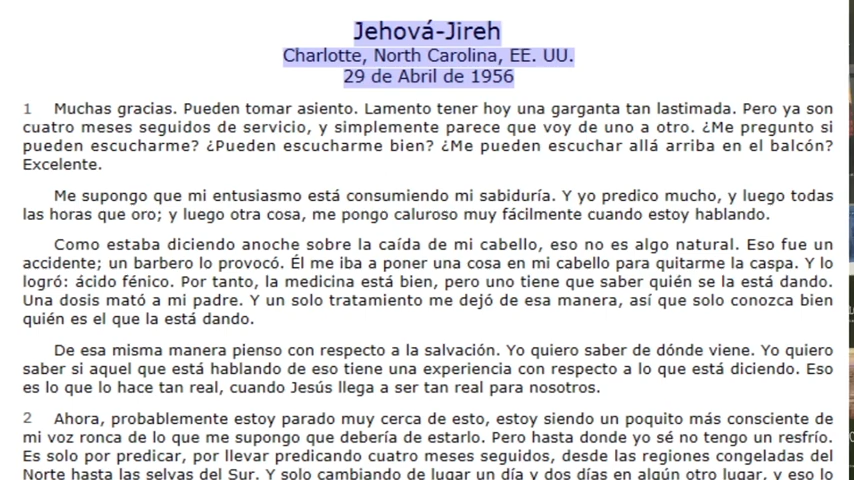 Jehová-Jireh
Charlotte, North Carolina, EE. UU.
29 de Abril de 1956
1 Muchas gracias. Pueden tomar asiento. Lamento tener hoy una garganta tan lastimada. Pero ya son
cuatro meses seguidos de servicio, y simplemente parece que voy de uno a otro. ¿Me pregunto si
pueden escucharme? ¿Pueden escucharme bien? ¿Me pueden escuchar allá arriba en el balcón?
Excelente.
Me supongo que mi entusiasmo está consumiendo mi sabiduría. Y yo predico mucho, y luego todas
las horas que oro; y luego otra cosa, me pongo caluroso muy fácilmente cuando estoy hablando.
Como estaba diciendo anoche sobre la caída de mi cabello, eso no es algo natural. Eso fue un
accidente; un barbero lo provocó. Él me iba a poner una cosa en mi cabello para quitarme la caspa. Y lo
logró: ácido fénico. Por tanto, la medicina está bien, pero uno tiene que saber quién se la está dando.
Una dosis mató a mi padre. Y un solo tratamiento me dejó de esa manera, así que solo conozca bien
quién es el que la está dando.
De esa misma manera pienso con respecto a la salvación. Yo quiero saber de dónde viene. Yo quiero
saber si aquel que está hablando de eso tiene una experiencia con respecto a lo que está diciendo. Eso
es lo que lo hace tan real, cuando Jesús llega a ser tan real para nosotros.
2 Ahora, probablemente estoy parado muy cerca de esto, estoy siendo un poquito más consciente de
mi voz ronca de lo que me supongo que debería de estarlo. Pero hasta donde yo sé no tengo un resfrío.
Es solo por predicar, por llevar predicando cuatro meses seguidos, desde las regiones congeladas del
Norte hasta las selvas del Sur. Y solo cambiando de lugar un día y dos días en algún otro lugar, y eso lo